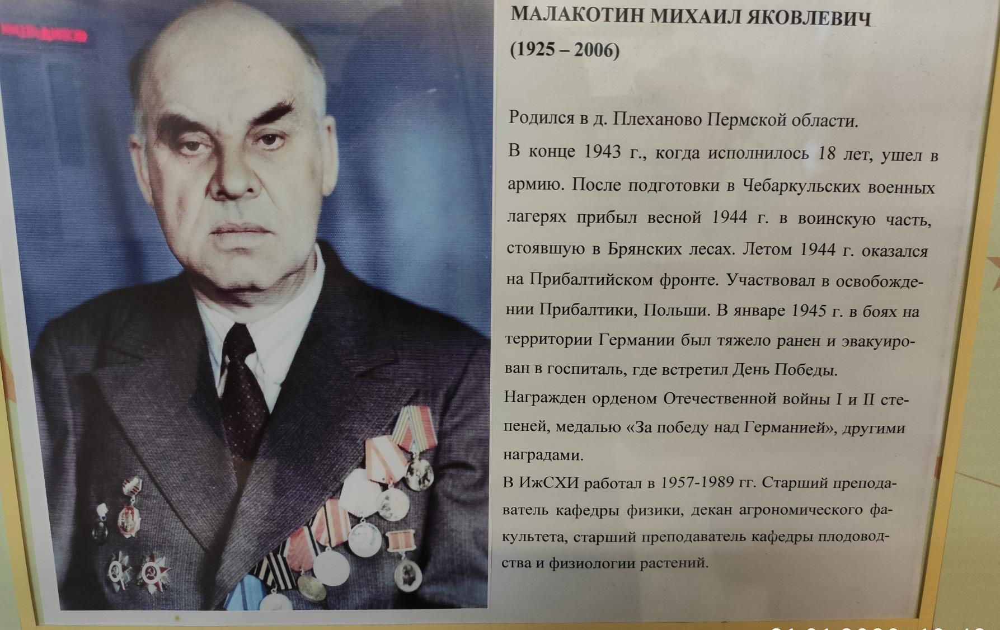 МАЛАКОТИН МИХАИЛ ЯКОВЛЕВИЧ
(1925 – 2006)
Родился в д. Плеханово Пермской области.
В конце 1943 г., когда исполнилось 18 лет, ушел в
армию. После подготовки в Чебаркульских военных
лагерях прибыл весной 1944 г. в воинскую часть,
стоявшую в Брянских лесах. Летом 1944 г. оказался
на Прибалтийском фронте. Участвовал в освобожде-
нии Прибалтики, Польши. В январе 1945 г. в боях на
территории Германии был тяжело ранен и эвакуиро-
ван в госпиталь, где встретил День Победы.
Награжден орденом Отечественной войны I и II сте-
пеней, медалью «За победу над Германией», другими
наградами.
В ИжСХИ работал в 1957-1989 гг. Старший препода-
ватель кафедры физики, декан агрономического фа-
культета, старший преподаватель кафедры плодовод-
ства и физиологии растений.